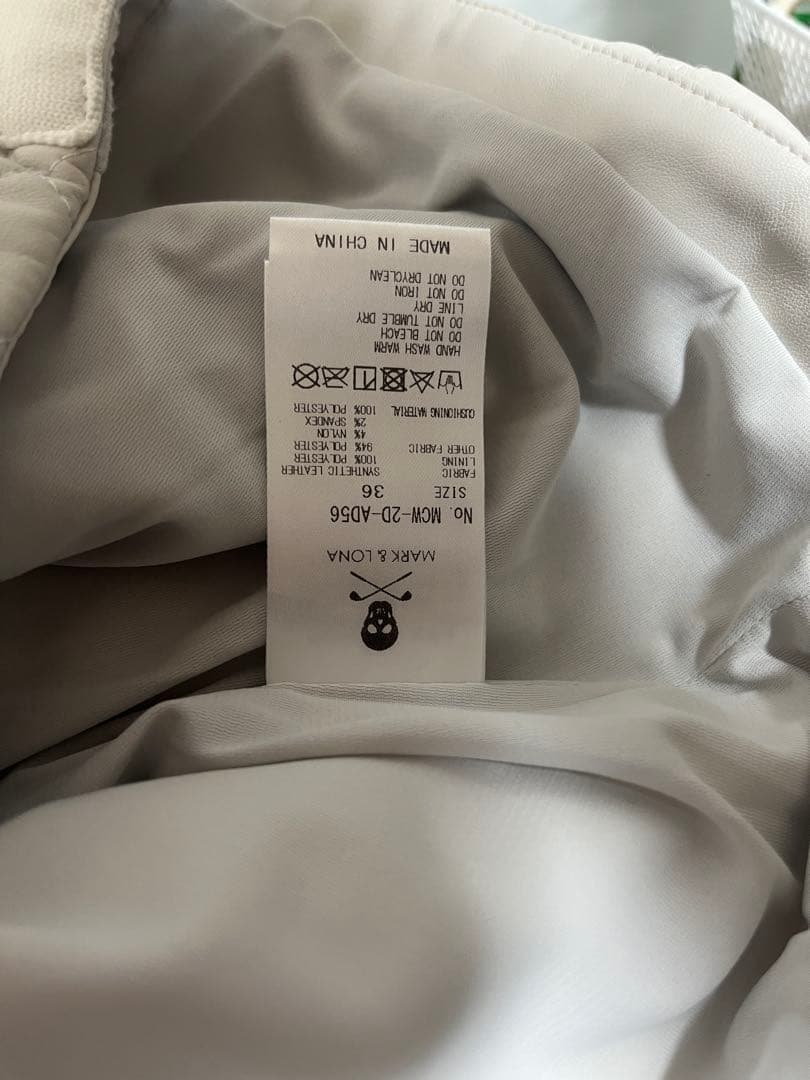 MARK & LONA
No. MCW-2D-AD56
SIZE 36
FABRIC SYNTHETIC LEATHER
LINING 100% POLYESTER
OTHER FABRIC 94% POLYESTER
4% NYLON
2% SPANDEX
CUSHIONING MATERIAL 100% POLYESTER
HAND WASH WARM
DO NOT BLEACH
DO NOT TUMBLE DRY
LINE DRY
DO NOT IRON
DO NOT DRYCLEAN
MADE IN CHINA